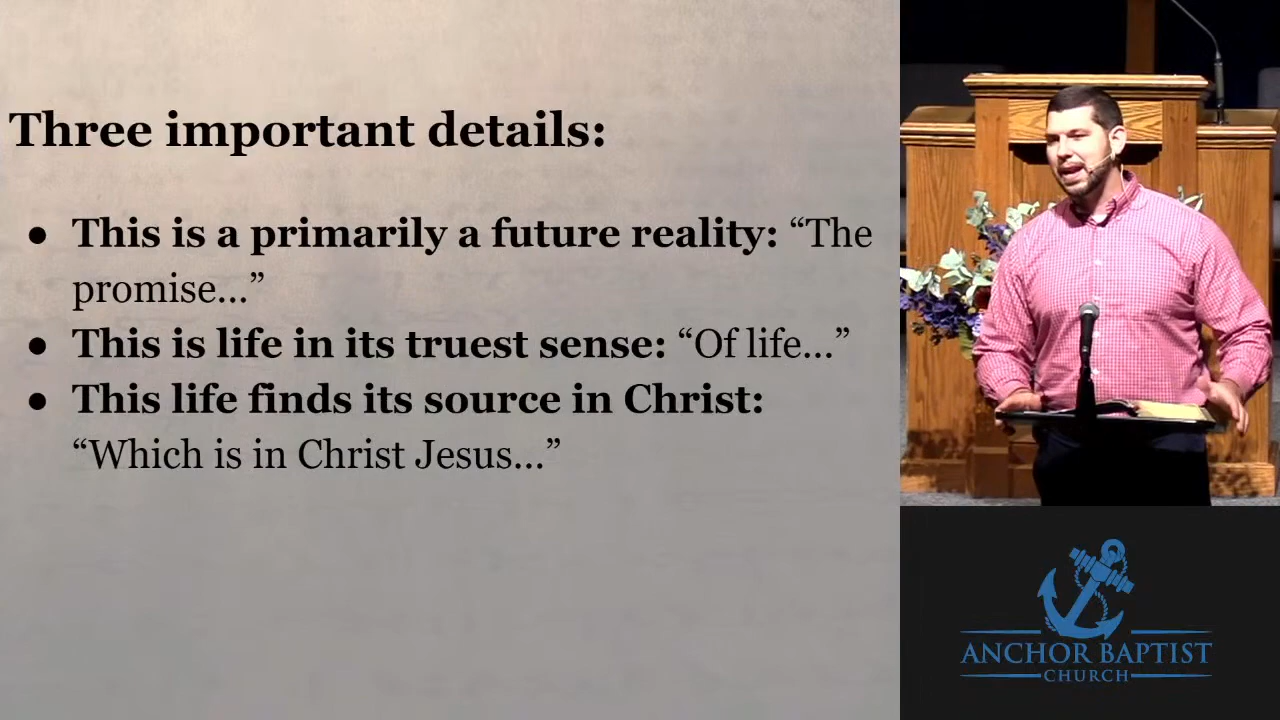 Three important details:
● This is a primarily a future reality: “The
promise...”
● This is life in its truest sense: “Of life...”
● This life finds its source in Christ:
“Which is in Christ Jesus...”
ANCHOR BAPTIST
CHURCH